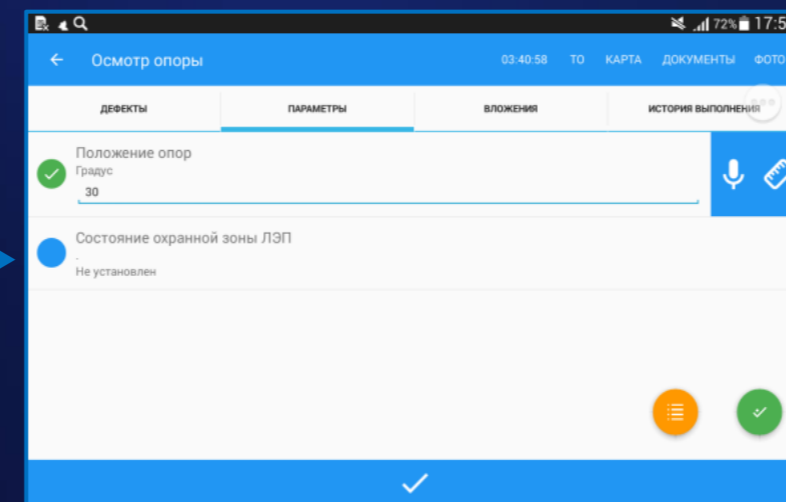 72% 17:5
Осмотр опоры 03:40:58 ТО КАРТА ДОКУМЕНТЫ ФОТО
ДЕФЕКТЫ ПАРАМЕТРЫ ВЛОЖЕНИЯ ИСТОРИЯ ВЫПОЛНЕНИЯ
Положение опор
Градус
30
Состояние охранной зоны ЛЭП
.
Не установлен